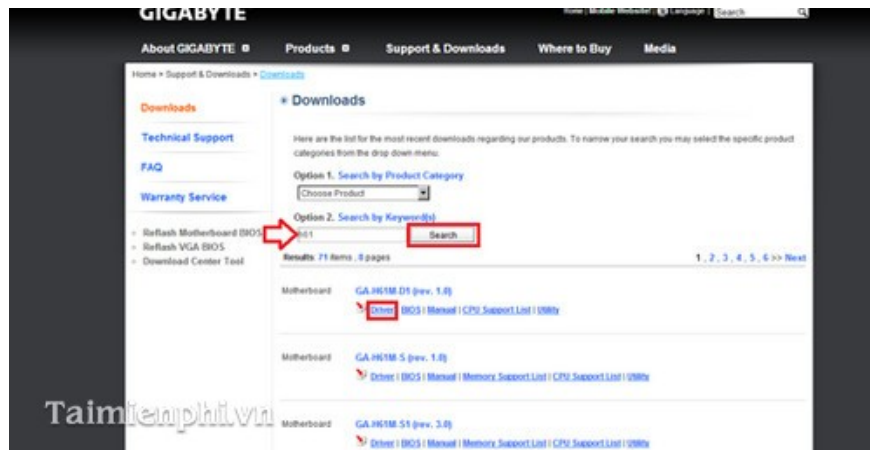 GIGABYTE
Home | Mobile Website! | Language | Search
About GIGABYTE Products Support & Downloads Where to Buy Media
Home > Support & Downloads > Downloads
Downloads
Technical Support
FAQ
Warranty Service
Reflash Motherboard BIOS
Reflash VGA BIOS
Download Center Tool
Downloads
Here are the list for the most recent downloads regarding our products. To narrow your search you may select the specific product
categories from the drop down menu.
Option 1. Search by Product Category
Choose Product
Option 2. Search by Keyword(s)
h61 Search
Results 71 items , 8 pages 1 , 2 , 3 , 4 , 5 , 6 >> Next
Motherboard GA-H61M-D1 (rev. 1.0)
Driver | BIOS | Manual | CPU Support List | Utility
Motherboard GA-H61M-S (rev. 1.0)
Driver | BIOS | Manual | Memory Support List | CPU Support List | Utility
Motherboard GA-H61M-S1 (rev. 3.0)
Driver | BIOS | Manual | Memory Support List | CPU Support List | Utility
Taimienphi.vn